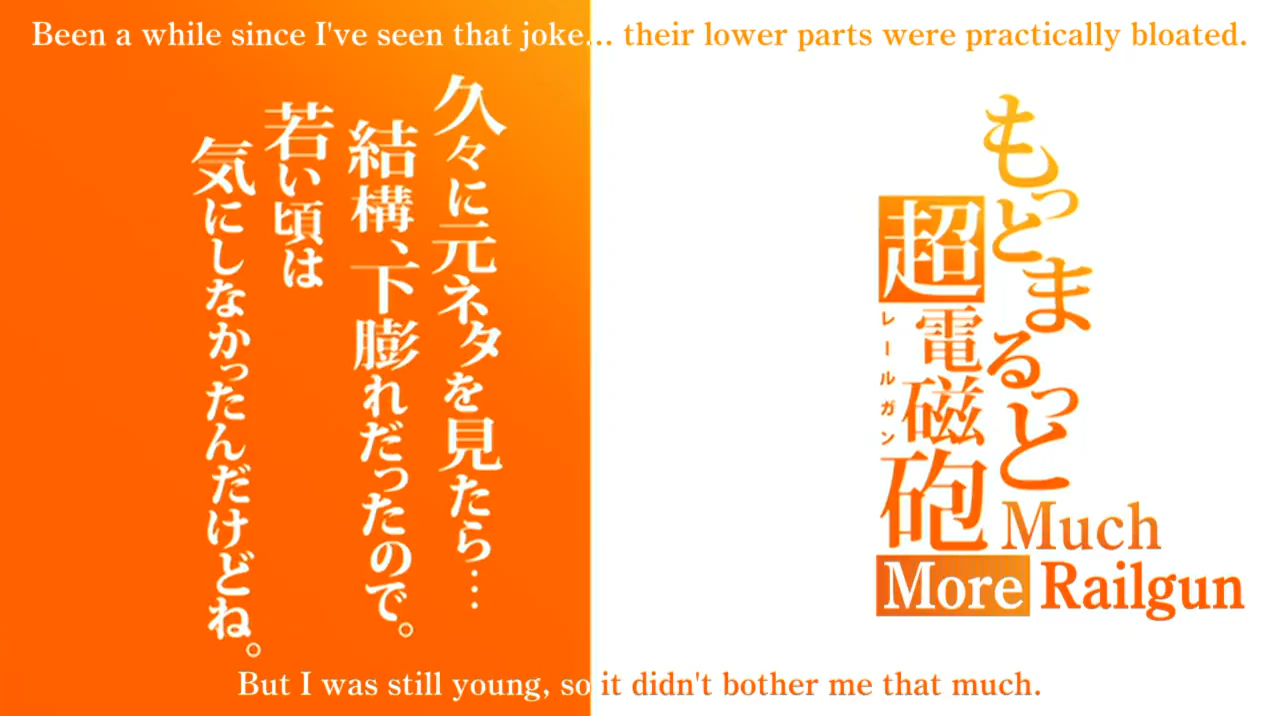 Been a while since I've seen that joke... their lower parts were practically bloated.
久々に元ネタを見たら…
結構、下膨れだったので。
若い頃は
気にしなかったんだけどね。
もっとまるっと
超電磁砲
レールガン
Much
More Railgun
But I was still young, so it didn't bother me that much.